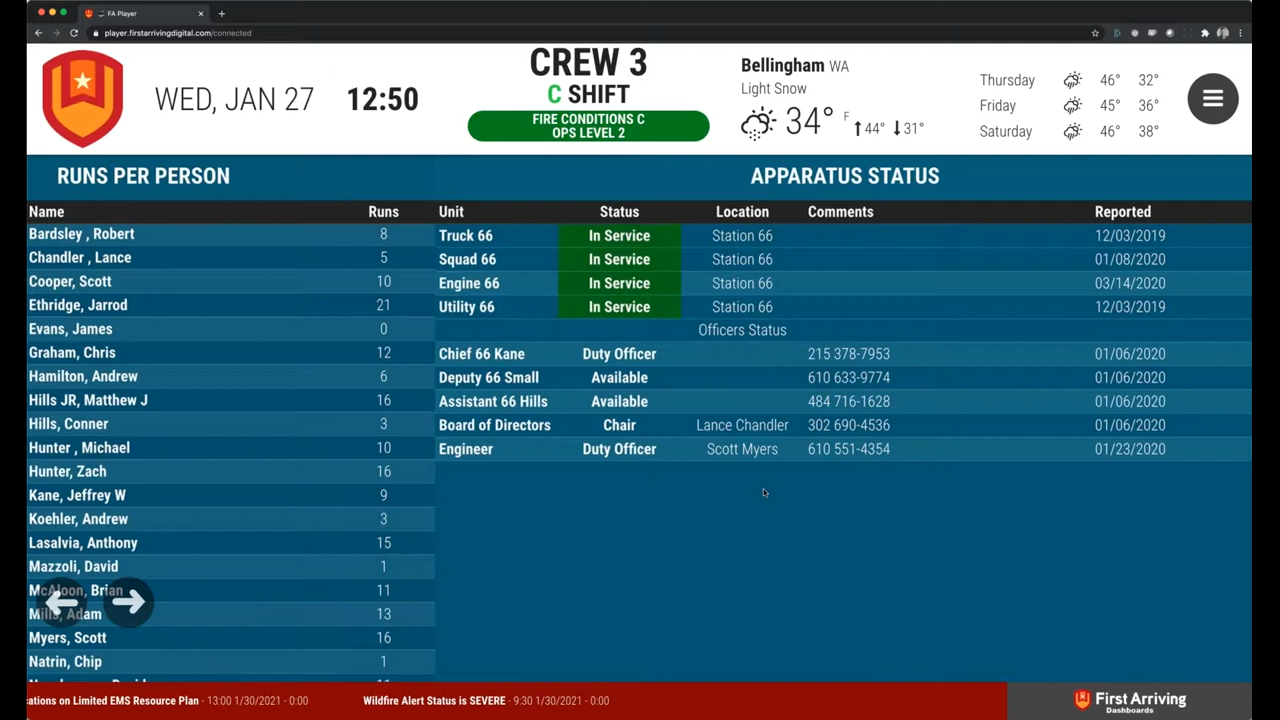 FA Player
player.firstarrivingdigital.com/connected
WED, JAN 27 12:50
CREW 3
C SHIFT
FIRE CONDITIONS C
OPS LEVEL 2
Bellingham WA
Light Snow
34° F 44° 31°
Thursday 46° 32°
Friday 45° 36°
Saturday 46° 38°
RUNS PER PERSON
Name Runs
Bardsley , Robert 8
Chandler , Lance 5
Cooper, Scott 10
Ethridge, Jarrod 21
Evans, James 0
Graham, Chris 12
Hamilton, Andrew 6
Hills JR, Matthew J 16
Hills, Conner 3
Hunter , Michael 10
Hunter, Zach 16
Kane, Jeffrey W 9
Koehler, Andrew 3
Lasalvia, Anthony 15
Mazzoli, David 1
McAloon, Brian 11
Mills, Adam 13
Myers, Scott 16
Natrin, Chip 1
APPARATUS STATUS
Unit Status Location Comments Reported
Truck 66 In Service Station 66 12/03/2019
Squad 66 In Service Station 66 01/08/2020
Engine 66 In Service Station 66 03/14/2020
Utility 66 In Service Station 66 12/03/2019
Officers Status
Chief 66 Kane Duty Officer 215 378-7953 01/06/2020
Deputy 66 Small Available 610 633-9774 01/06/2020
Assistant 66 Hills Available 484 716-1628 01/06/2020
Board of Directors Chair Lance Chandler 302 690-4536 01/06/2020
Engineer Duty Officer Scott Myers 610 551-4354 01/23/2020
cations on Limited EMS Resource Plan - 13:00 1/30/2021 - 0:00 Wildfire Alert Status is SEVERE - 9:30 1/30/2021 - 0:00
First Arriving
Dashboards